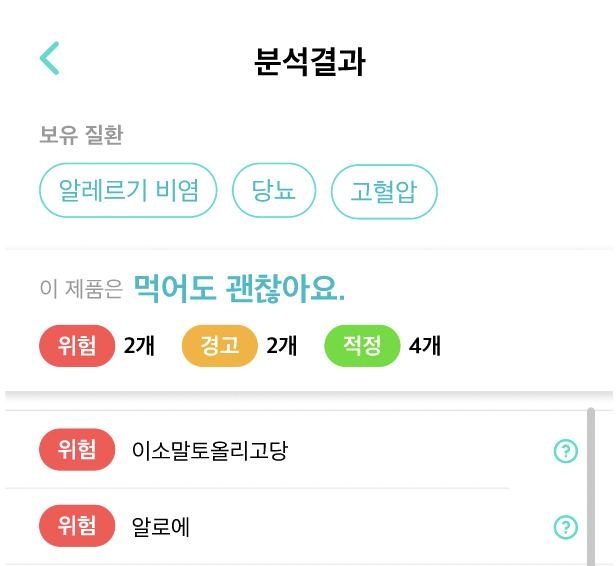 분석결과
보유 질환
알레르기 비염 당뇨 고혈압
이 제품은 먹어도 괜찮아요.
위험 2개 경고 2개 적정 4개
위험 이소말토올리고당 ?
위험 알로에 ?